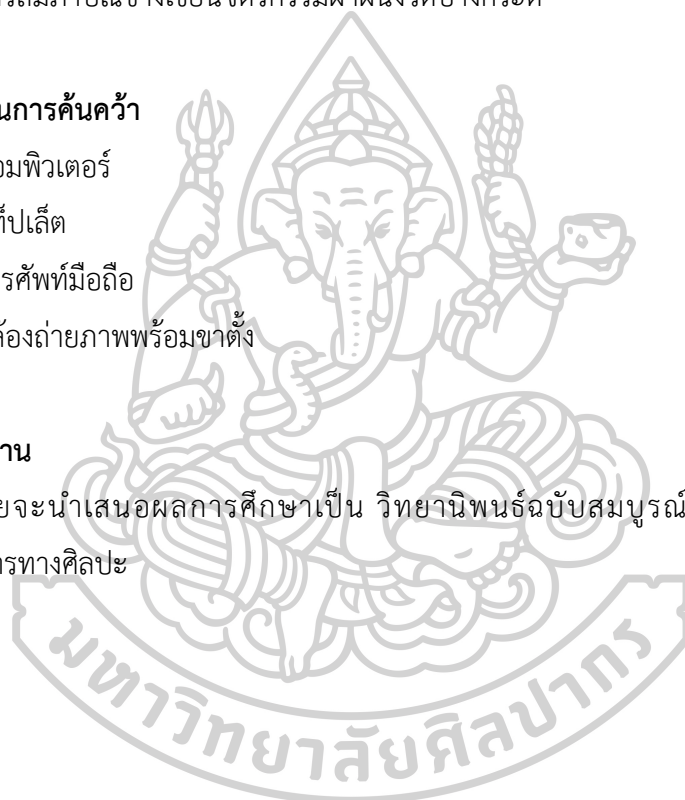 นการค้นคว้า
อมพิวเตอร์
ท็ปเล็ต
รศัพท์มือถือ
ล้องถ่ายภาพพร้อมขาตั้ง
าน
ยจะนำเสนอผลการศึกษาเป็น วิทยานิพนธ์ฉบับสมบูรณ์
ารทางศิลปะ
มหาวิทยาลัยศิลปากร